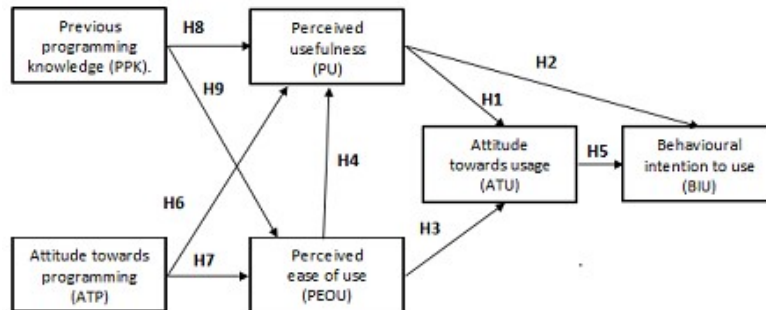 Previous
programming
knowledge (PPK).
H8
Perceived
usefulness
(PU)
H2
H9
H1
H4
Attitude
towards usage
(ATU)
H5
Behavioural
intention to use
(BIU)
H6
H3
Attitude towards
programming
(ATP)
H7
Perceived
ease of use
(PEOU)